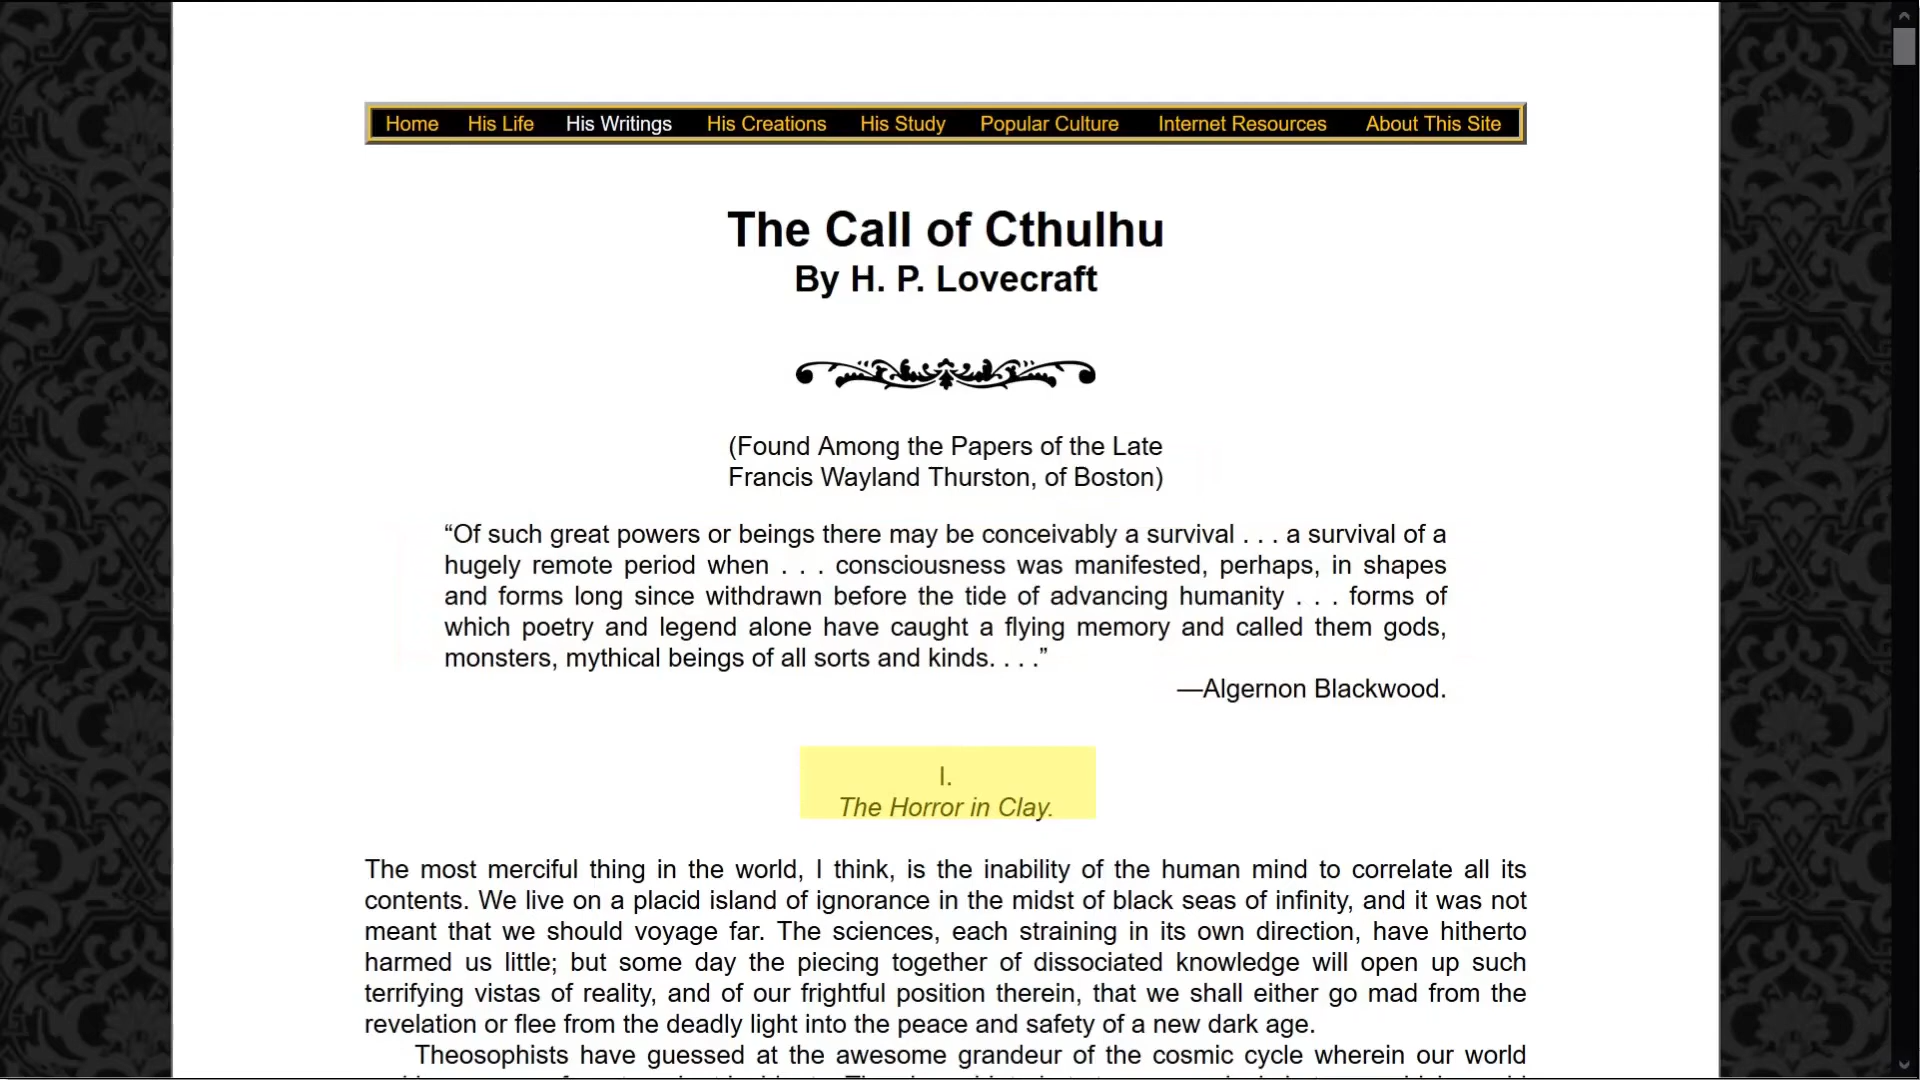 Home His Life His Writings His Creations His Study Popular Culture Internet Resources About This Site
The Call of Cthulhu
By H. P. Lovecraft
(Found Among the Papers of the Late
Francis Wayland Thurston, of Boston)
“Of such great powers or beings there may be conceivably a survival . . . a survival of a
hugely remote period when . . . consciousness was manifested, perhaps, in shapes
and forms long since withdrawn before the tide of advancing humanity . . . forms of
which poetry and legend alone have caught a flying memory and called them gods,
monsters, mythical beings of all sorts and kinds. . . .”
—Algernon Blackwood.
I.
The Horror in Clay.
The most merciful thing in the world, I think, is the inability of the human mind to correlate all its
contents. We live on a placid island of ignorance in the midst of black seas of infinity, and it was not
meant that we should voyage far. The sciences, each straining in its own direction, have hitherto
harmed us little; but some day the piecing together of dissociated knowledge will open up such
terrifying vistas of reality, and of our frightful position therein, that we shall either go mad from the
revelation or flee from the deadly light into the peace and safety of a new dark age.
Theosophists have guessed at the awesome grandeur of the cosmic cycle wherein our world